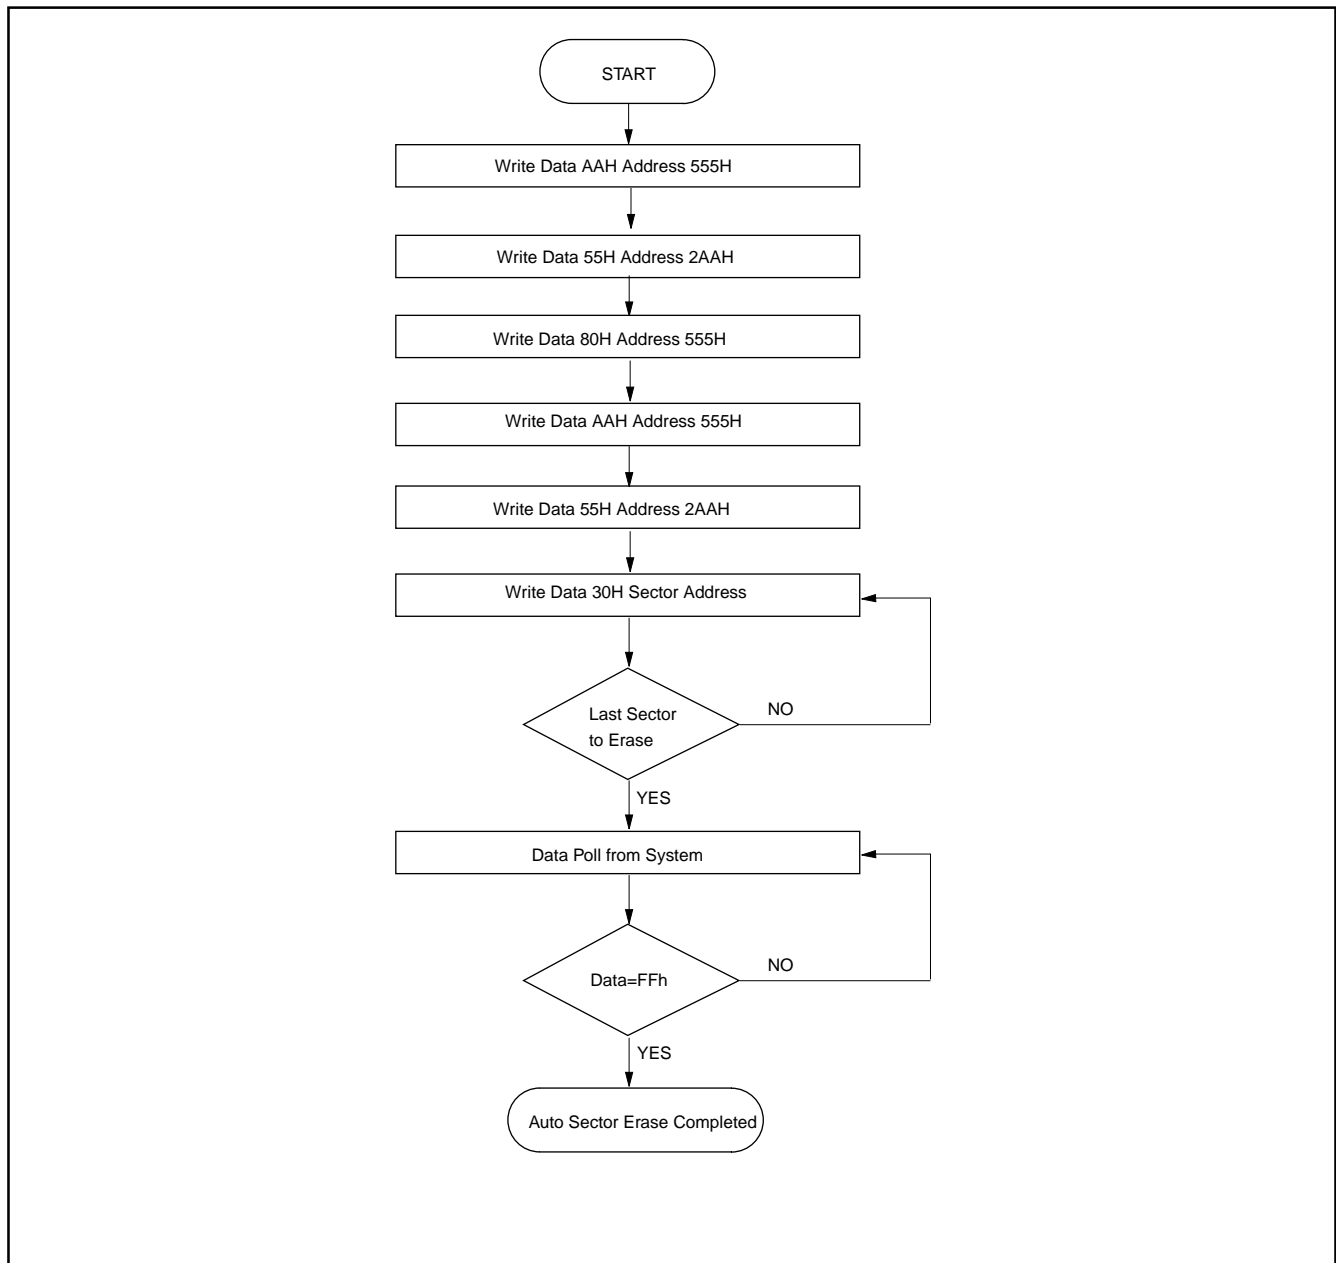 START
Write Data AAH Address 555H
Write Data 55H Address 2AAH
Write Data 80H Address 555H
Write Data AAH Address 555H
Write Data 55H Address 2AAH
Write Data 30H Sector Address
Last Sector
to Erase
NO
YES
Data Poll from System
Data=FFh
NO
YES
Auto Sector Erase Completed